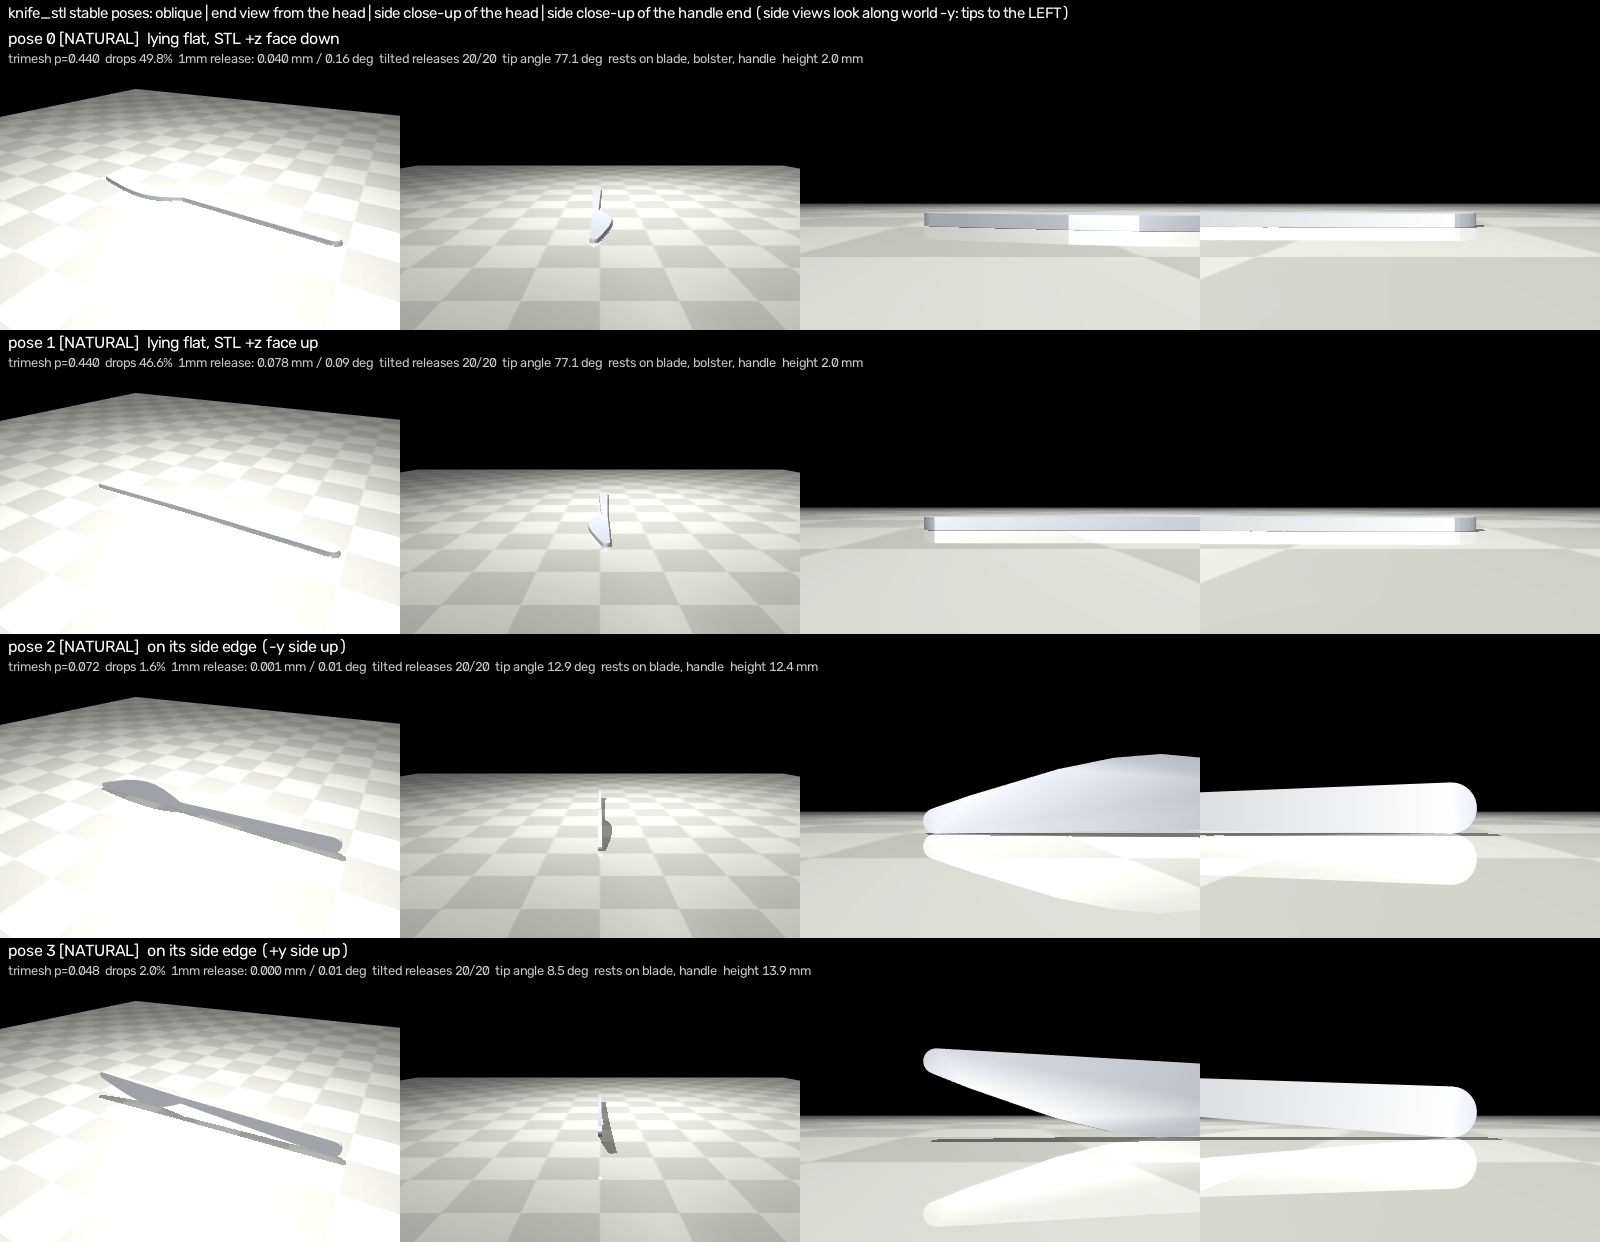 knife_stl stable poses: oblique | end view from the head | side close-up of the head | side close-up of the handle end (side views look along world -y: tips to the LEFT)
pose 0 [NATURAL] lying flat, STL +z face down
trimesh p=0.440 drops 49.8% 1mm release: 0.040 mm / 0.16 deg tilted releases 20/20 tip angle 77.1 deg rests on blade, bolster, handle height 2.0 mm
pose 1 [NATURAL] lying flat, STL +z face up
trimesh p=0.440 drops 46.6% 1mm release: 0.078 mm / 0.09 deg tilted releases 20/20 tip angle 77.1 deg rests on blade, bolster, handle height 2.0 mm
pose 2 [NATURAL] on its side edge (-y side up)
trimesh p=0.072 drops 1.6% 1mm release: 0.001 mm / 0.01 deg tilted releases 20/20 tip angle 12.9 deg rests on blade, handle height 12.4 mm
pose 3 [NATURAL] on its side edge (+y side up)
trimesh p=0.048 drops 2.0% 1mm release: 0.000 mm / 0.01 deg tilted releases 20/20 tip angle 8.5 deg rests on blade, handle height 13.9 mm